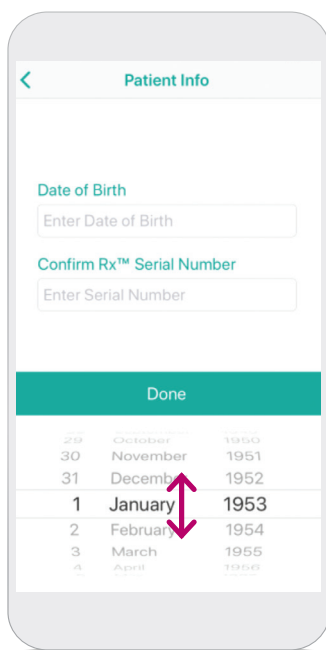 Patient Info
Date of Birth
Enter Date of Birth
Confirm Rx™ Serial Number
Enter Serial Number
Done
29 October 1950
30 November 1951
31 December 1952
1 January 1953
2 February 1954
3 March 1955
4 April 1956